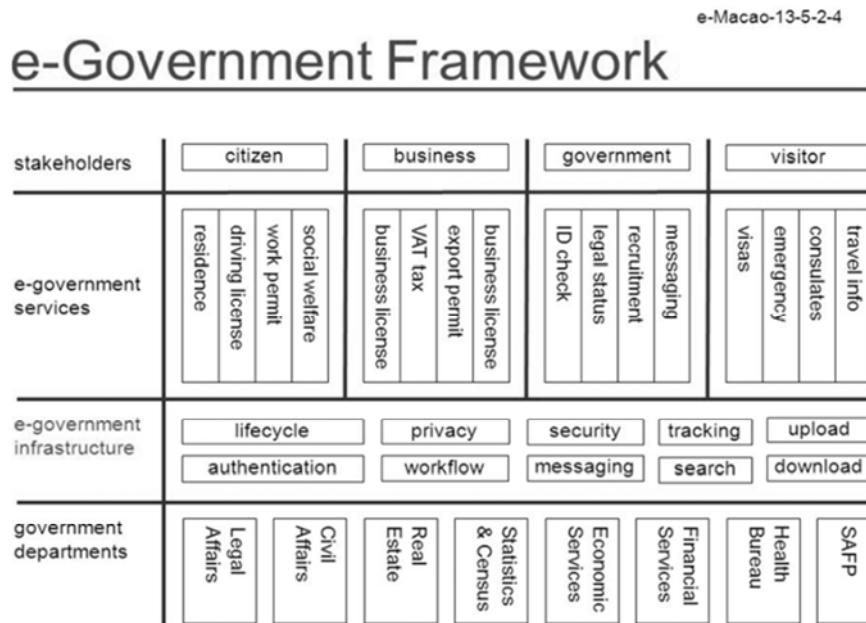 e-Macao-13-5-2-4
e-Government Framework
stakeholders
citizen
business
government
visitor
e-government
services
residence
driving license
work permit
social welfare
business license
VAT tax
export permit
business license
ID check
legal status
recruitment
messaging
visas
emergency
consulates
travel info
e-government
infrastructure
lifecycle
privacy
security
tracking
upload
authentication
workflow
messaging
search
download
government
departments
Legal
Affairs
Civil
Affairs
Real
Estate
Statistics
& Census
Economic
Services
Financial
Services
Health
Bureau
SAFP